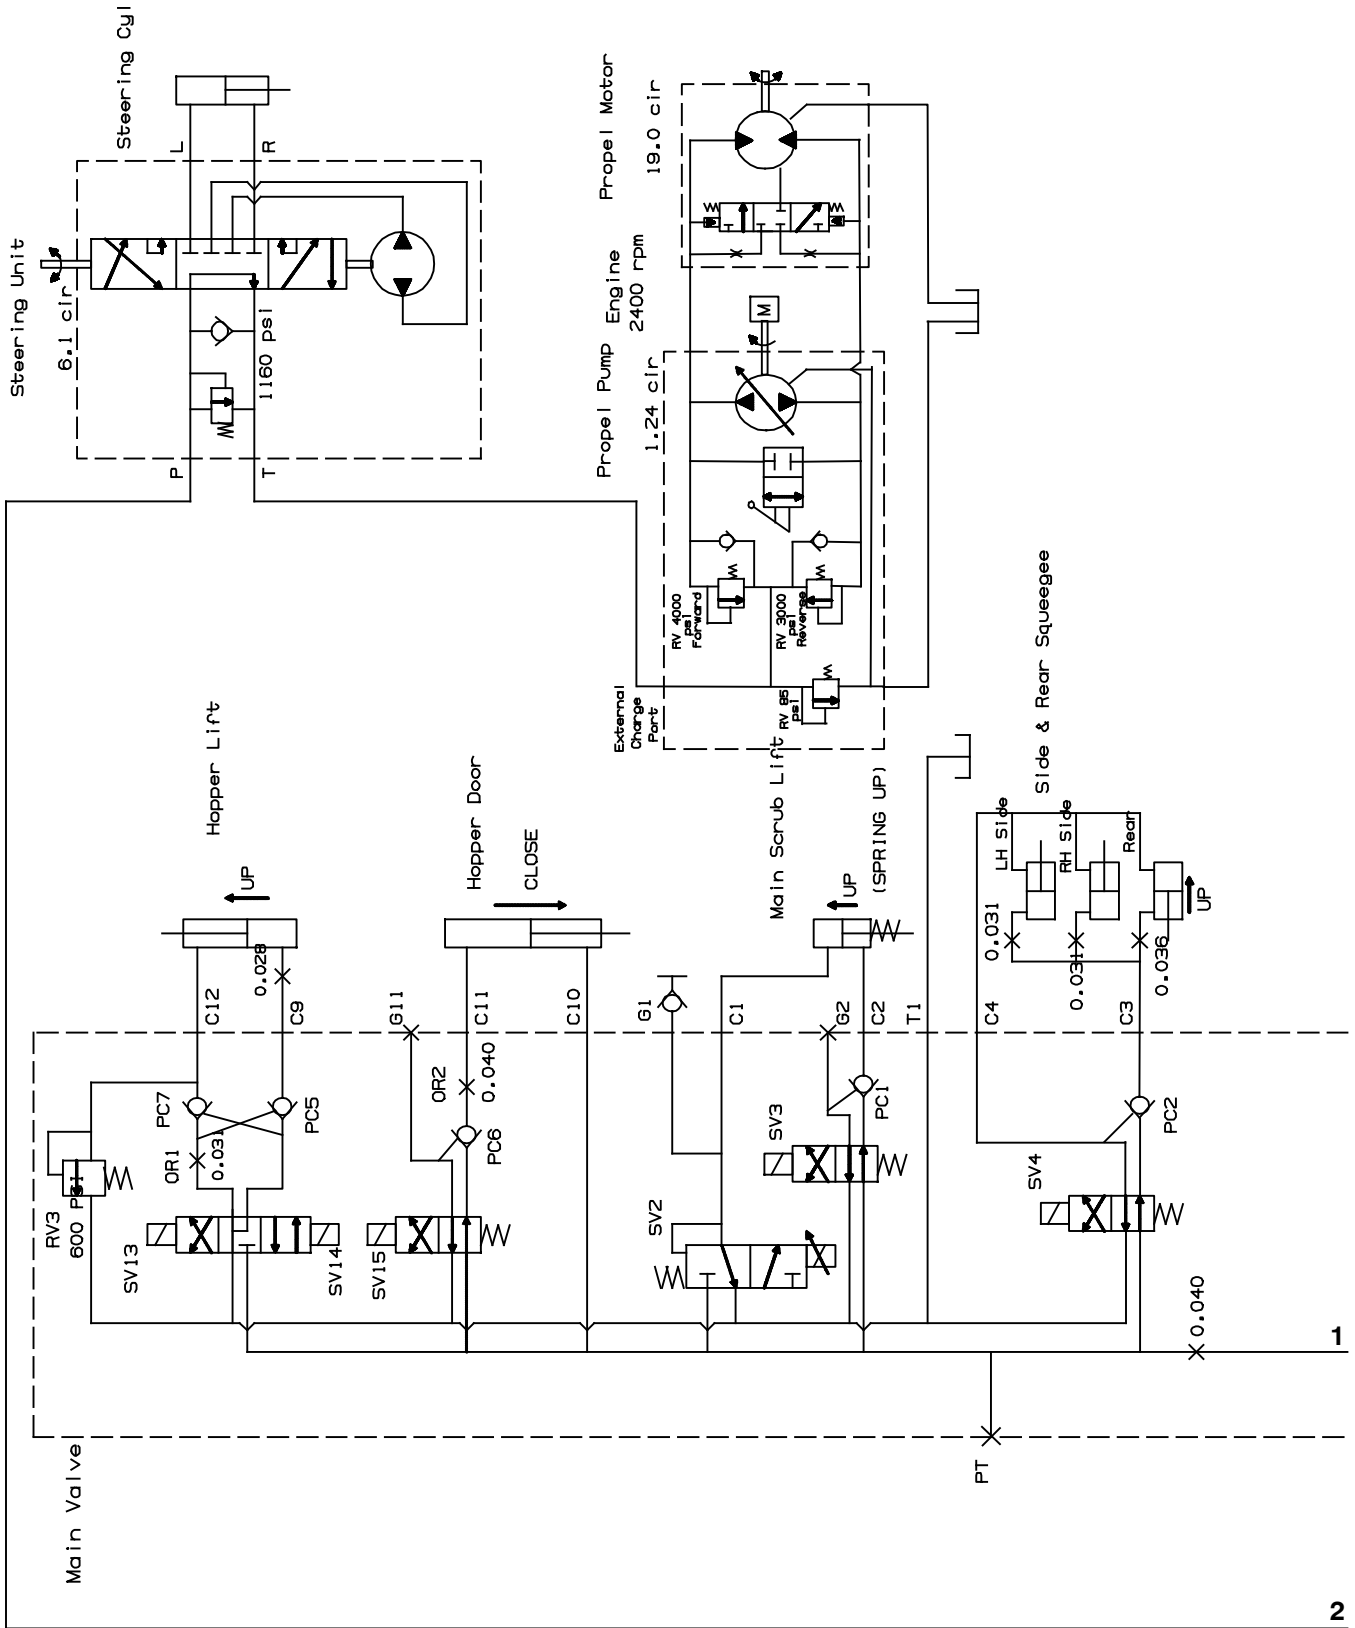 Steering Cyl
L
R
Steering Unit
6.1 cir
1160 psi
P
T
Propel Motor
19.0 cir
Engine
2400 rpm
M
Propel Pump
1.24 cir
RV 4000
psi
Forward
RV 3000
psi
Reverse
RV 85
psi
External
Charge
Port
Hopper Lift
UP
0.028
C12
C9
PC7
PC5
OR1
0.031
RV3
600 PSI
SV13
SV14
Hopper Door
CLOSE
G11
C11
C10
OR2
0.040
PC6
SV15
Main Scrub Lift
(SPRING UP)
UP
G1
C1
G2
C2
T1
SV3
PC1
SV2
Side & Rear Squeegee
LH Side
RH Side
Rear
UP
0.031
0.031
0.036
C4
C3
PC2
SV4
0.040
1
PT
Main Valve
2